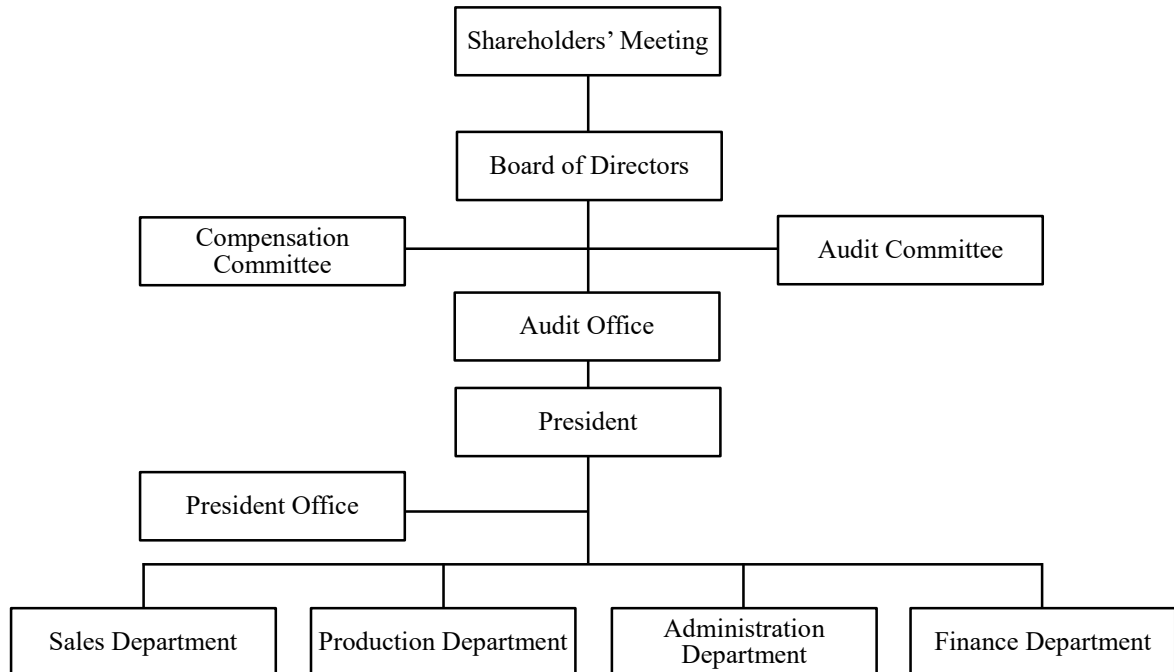 Shareholders’ Meeting
Board of Directors
Compensation
Committee
Audit Committee
Audit Office
President
President Office
Sales Department
Production Department
Administration
Department
Finance Department